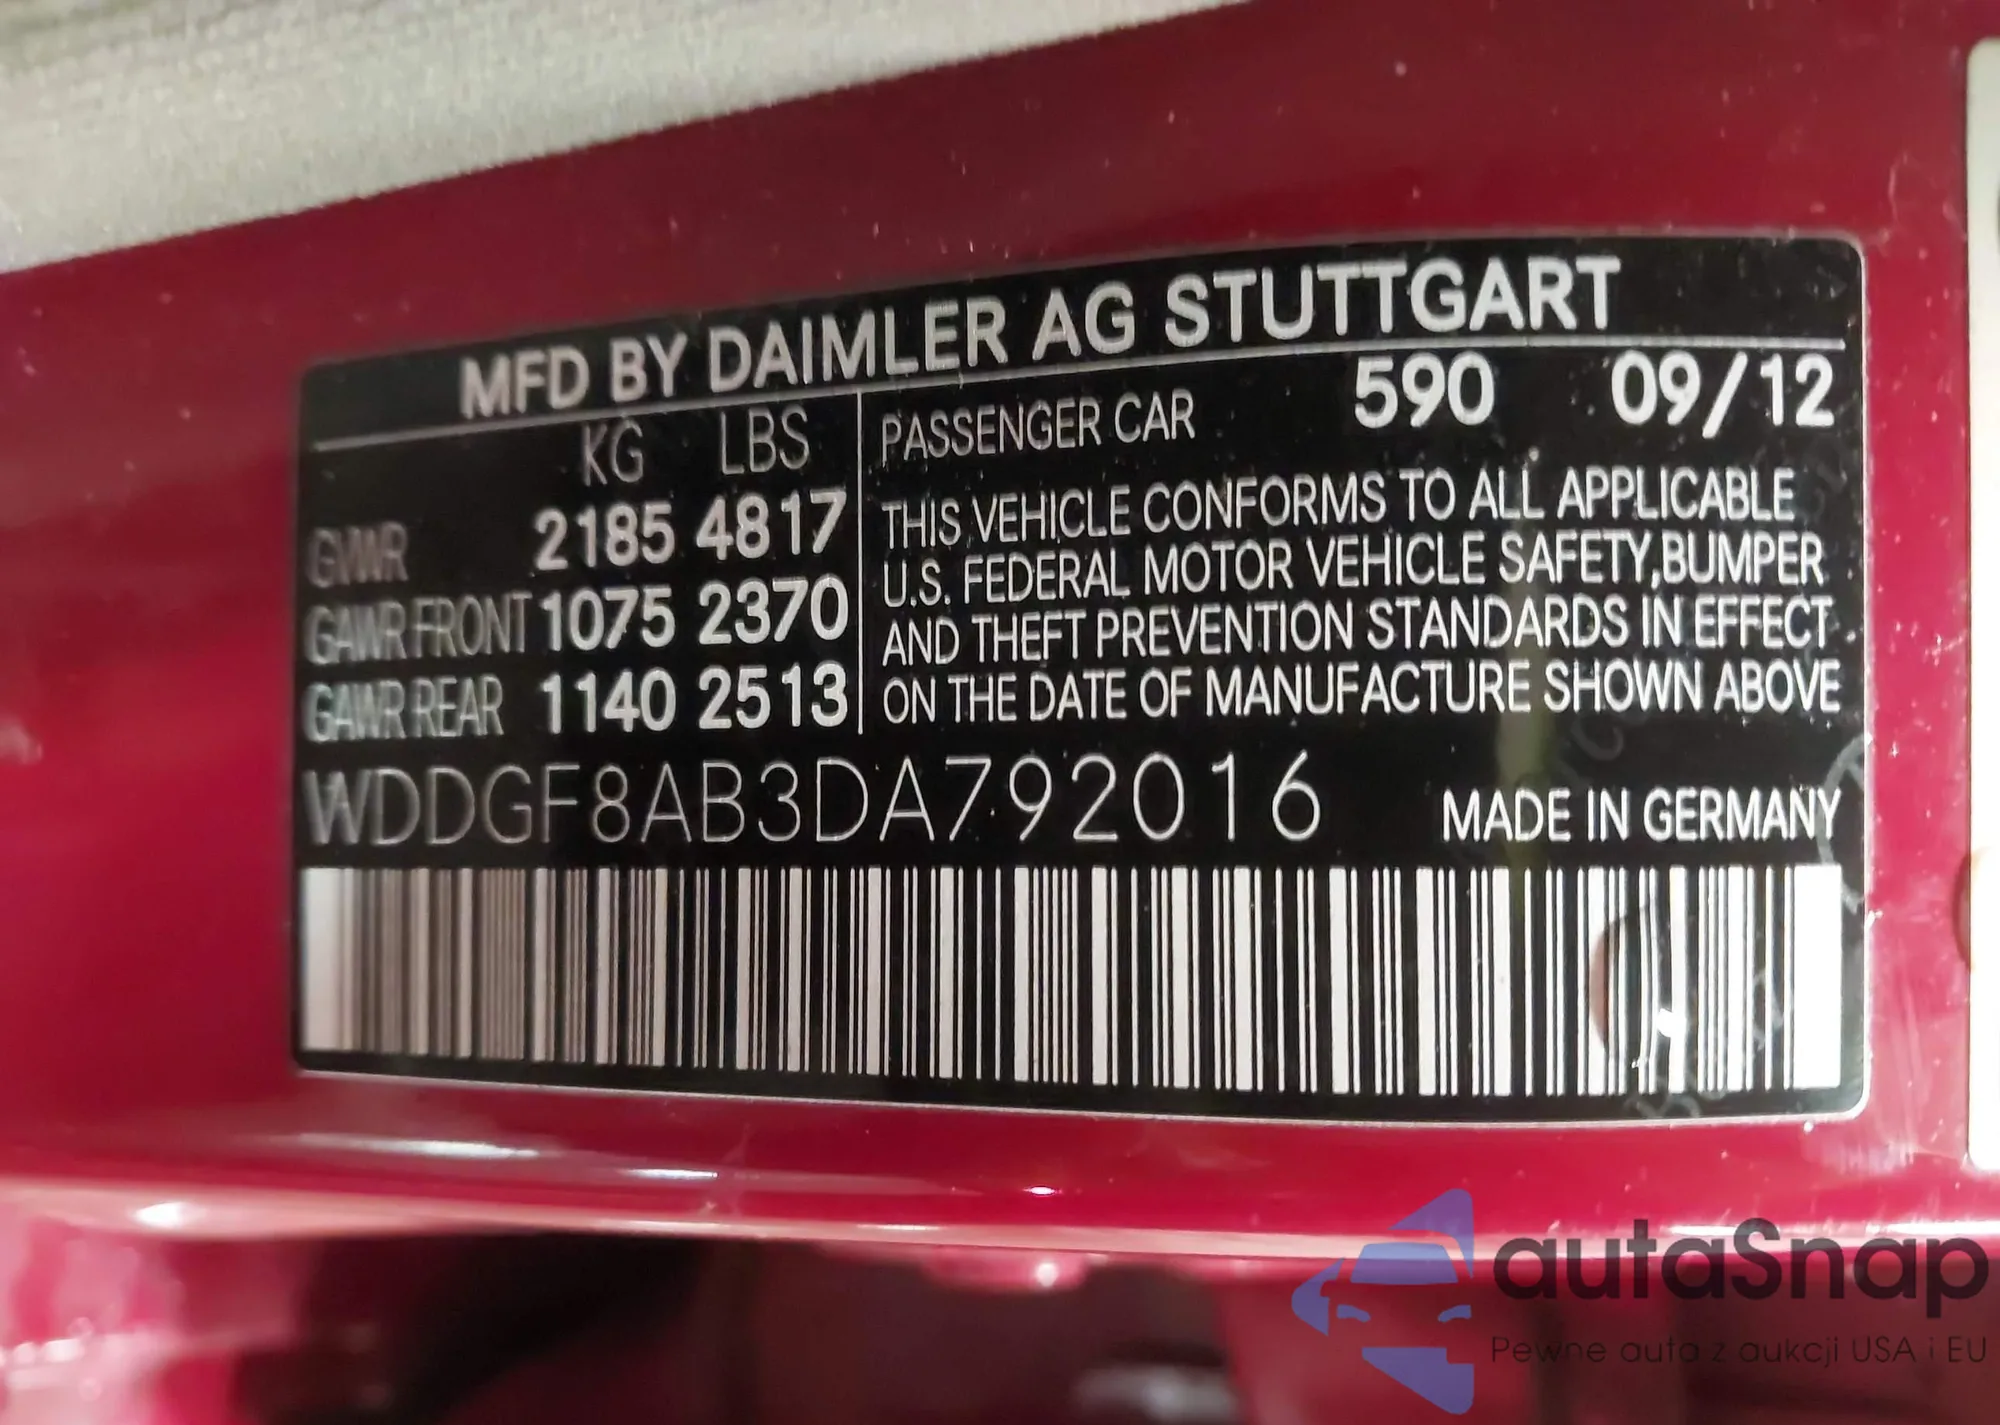 MFD BY DAIMLER AG STUTTGART
KG LBS
GVWR 2185 4817
GAWR FRONT 1075 2370
GAWR REAR 1140 2513
PASSENGER CAR 590 09/12
THIS VEHICLE CONFORMS TO ALL APPLICABLE
U.S. FEDERAL MOTOR VEHICLE SAFETY,BUMPER
AND THEFT PREVENTION STANDARDS IN EFFECT
ON THE DATE OF MANUFACTURE SHOWN ABOVE
WDDGF8AB3DA792016 MADE IN GERMANY
autaSnap
Pewne auta z aukcji USA i EU